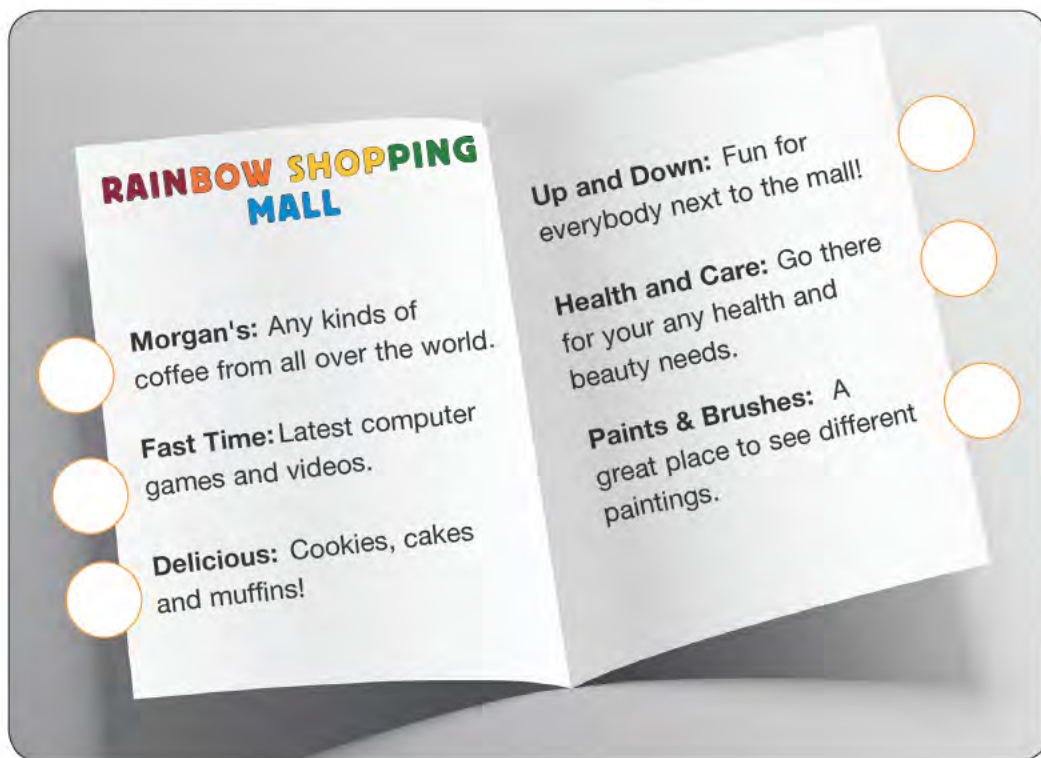 RAINBOW SHOPPING
MALL
Morgan's: Any kinds of
coffee from all over the world.
Fast Time: Latest computer
games and videos.
Delicious: Cookies, cakes
and muffins!
Up and Down: Fun for
everybody next to the mall!
Health and Care: Go there
for your any health and
beauty needs.
Paints & Brushes: A
great place to see different
paintings.